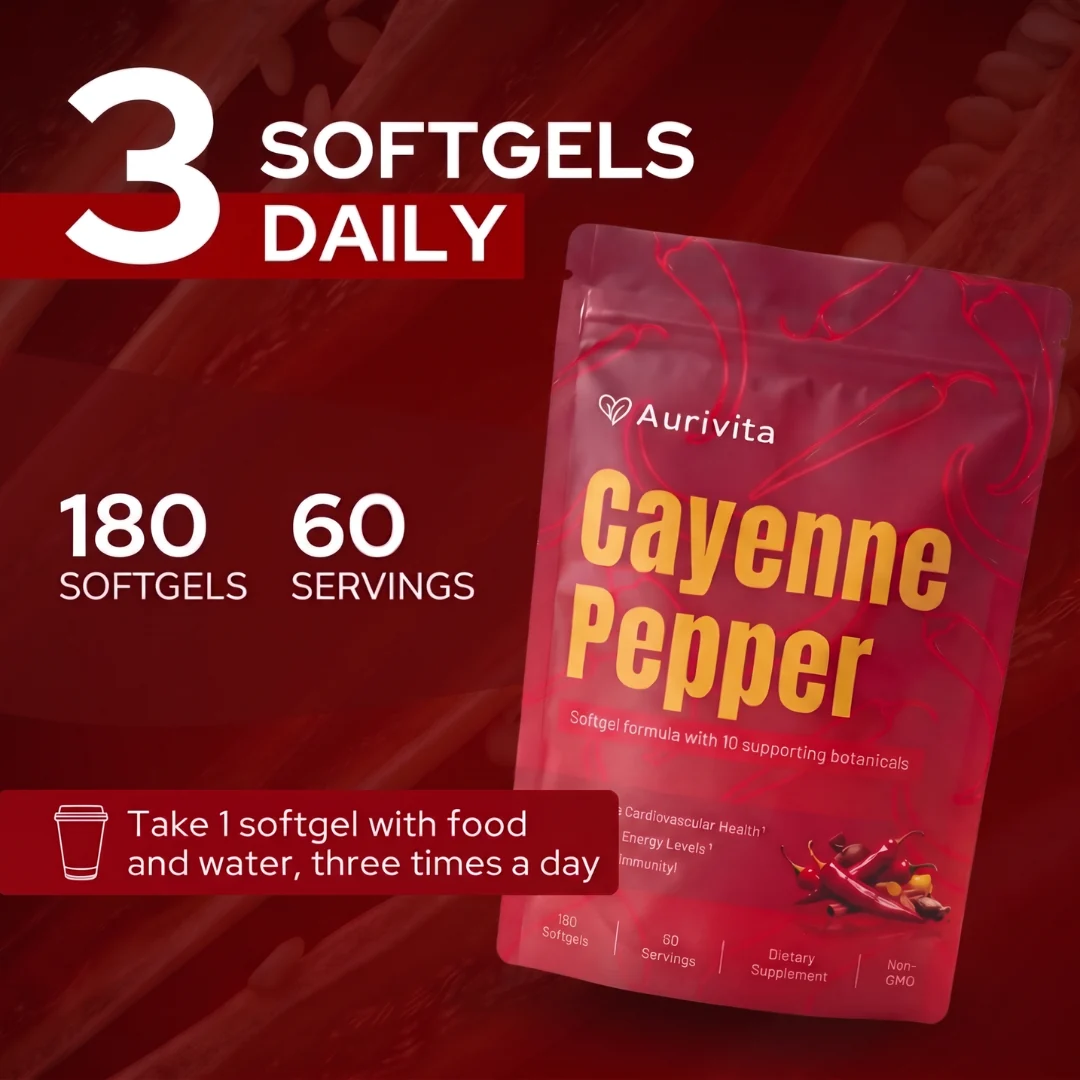 3 SOFTGELS
DAILY
180
SOFTGELS
60
SERVINGS
Take 1 softgel with food
and water, three times a day
Aurivita
Cayenne
Pepper
Softgel formula with 10 supporting botanicals
Cardiovascular Health¹
Energy Levels¹
180
Softgels
60
Servings
Dietary
Supplement
Non-
GMO